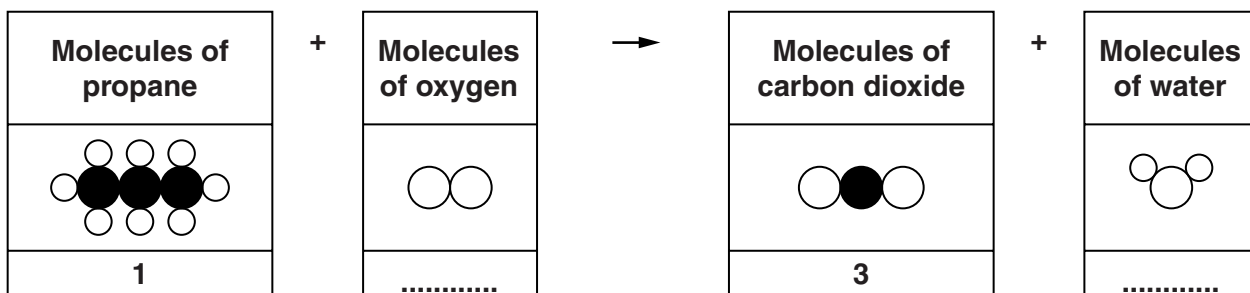 Molecules of
propane
+
Molecules
of oxygen
→
Molecules of
carbon dioxide
+
Molecules
of water
1
............
3
............